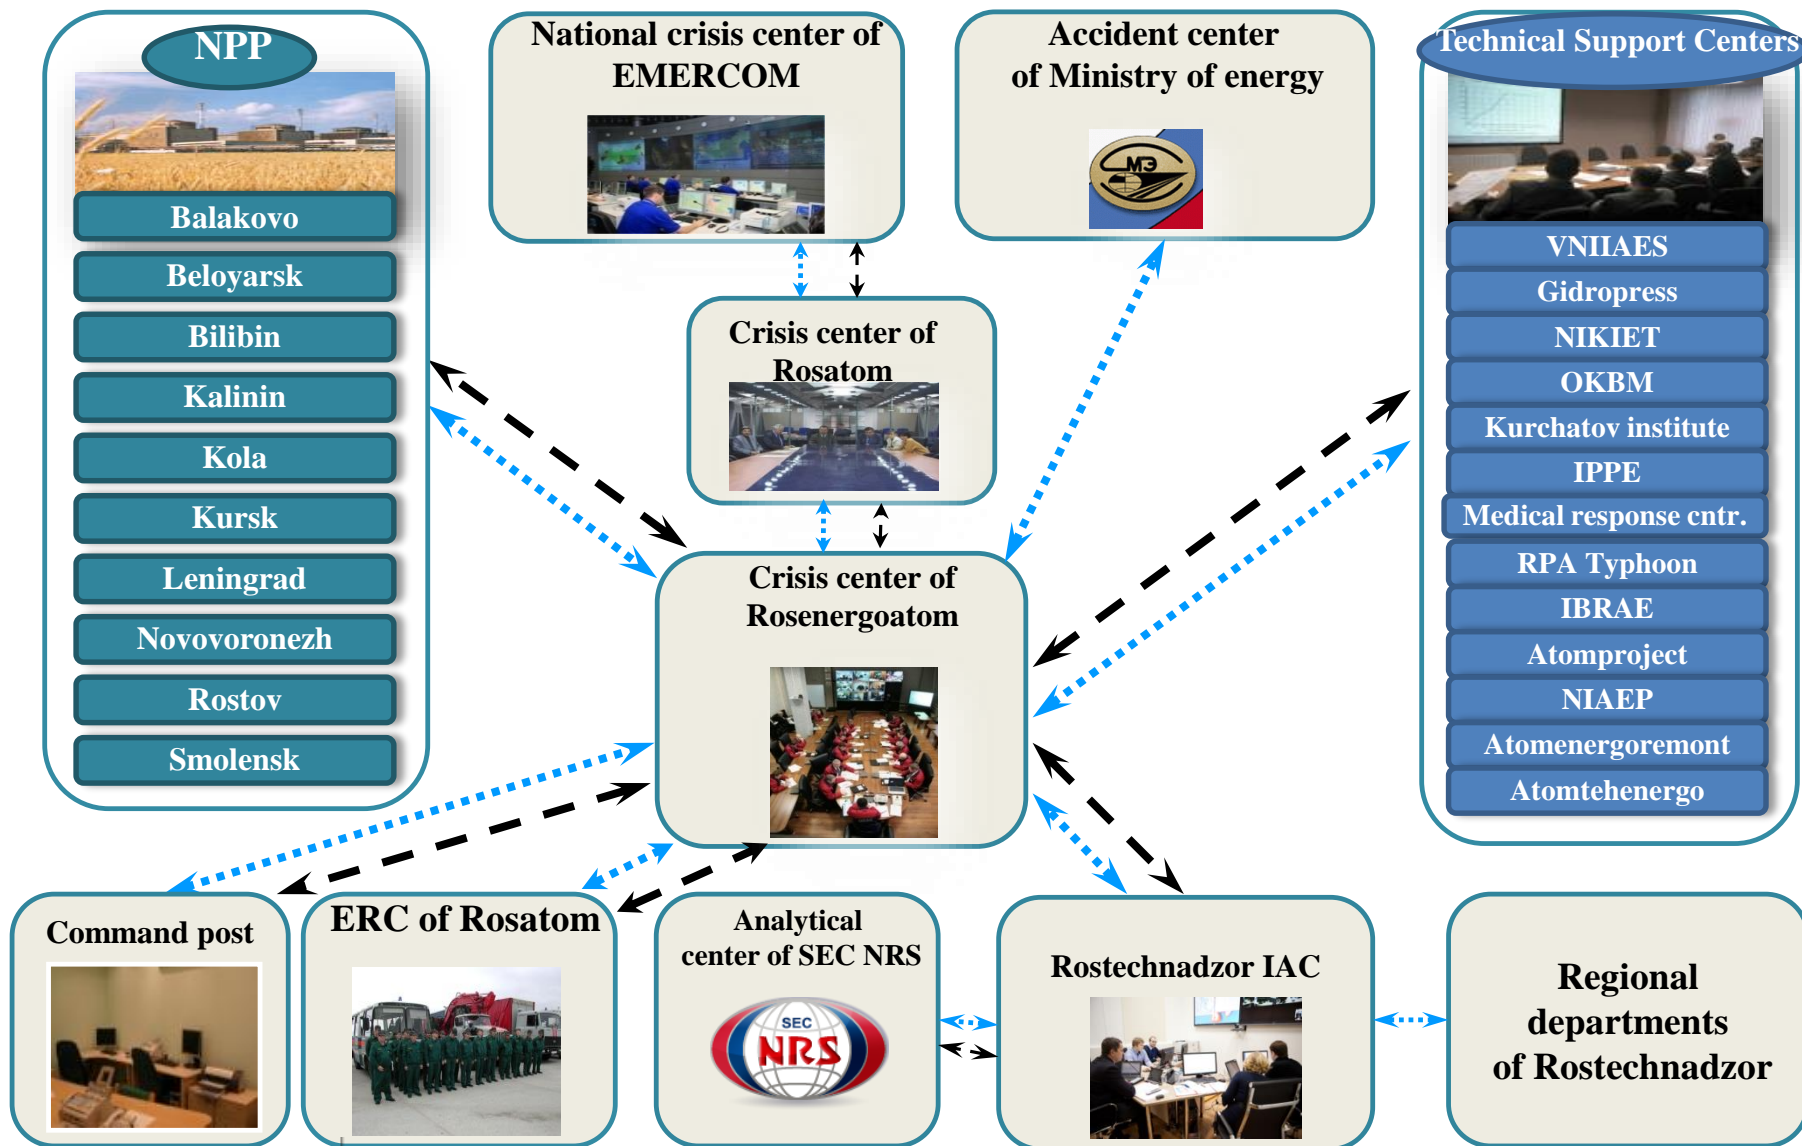 NPP
Balakovo
Beloyarsk
Bilibin
Kalinin
Kola
Kursk
Leningrad
Novovoronezh
Rostov
Smolensk
National crisis center of
EMERCOM
Accident center
of Ministry of energy
МЭ
Technical Support Centers
VNIIAES
Gidropress
NIKIET
OKBM
Kurchatov institute
IPPE
Medical response cntr.
RPA Typhoon
IBRAE
Atomproject
NIAEP
Atomenergoremont
Atomtehenergo
Crisis center of
Rosatom
Crisis center of
Rosenergoatom
Command post
ERC of Rosatom
Analytical
center of SEC NRS
SEC
NRS
Rostechnadzor IAC
Regional
departments
of Rostechnadzor